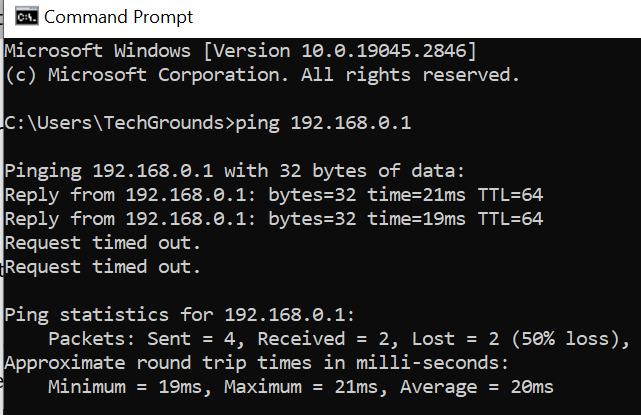 Command Prompt
Microsoft Windows [Version 10.0.19045.2846]
(c) Microsoft Corporation. All rights reserved.
C:\Users\TechGrounds>ping 192.168.0.1
Pinging 192.168.0.1 with 32 bytes of data:
Reply from 192.168.0.1: bytes=32 time=21ms TTL=64
Reply from 192.168.0.1: bytes=32 time=19ms TTL=64
Request timed out.
Request timed out.
Ping statistics for 192.168.0.1:
    Packets: Sent = 4, Received = 2, Lost = 2 (50% loss),
Approximate round trip times in milli-seconds:
    Minimum = 19ms, Maximum = 21ms, Average = 20ms